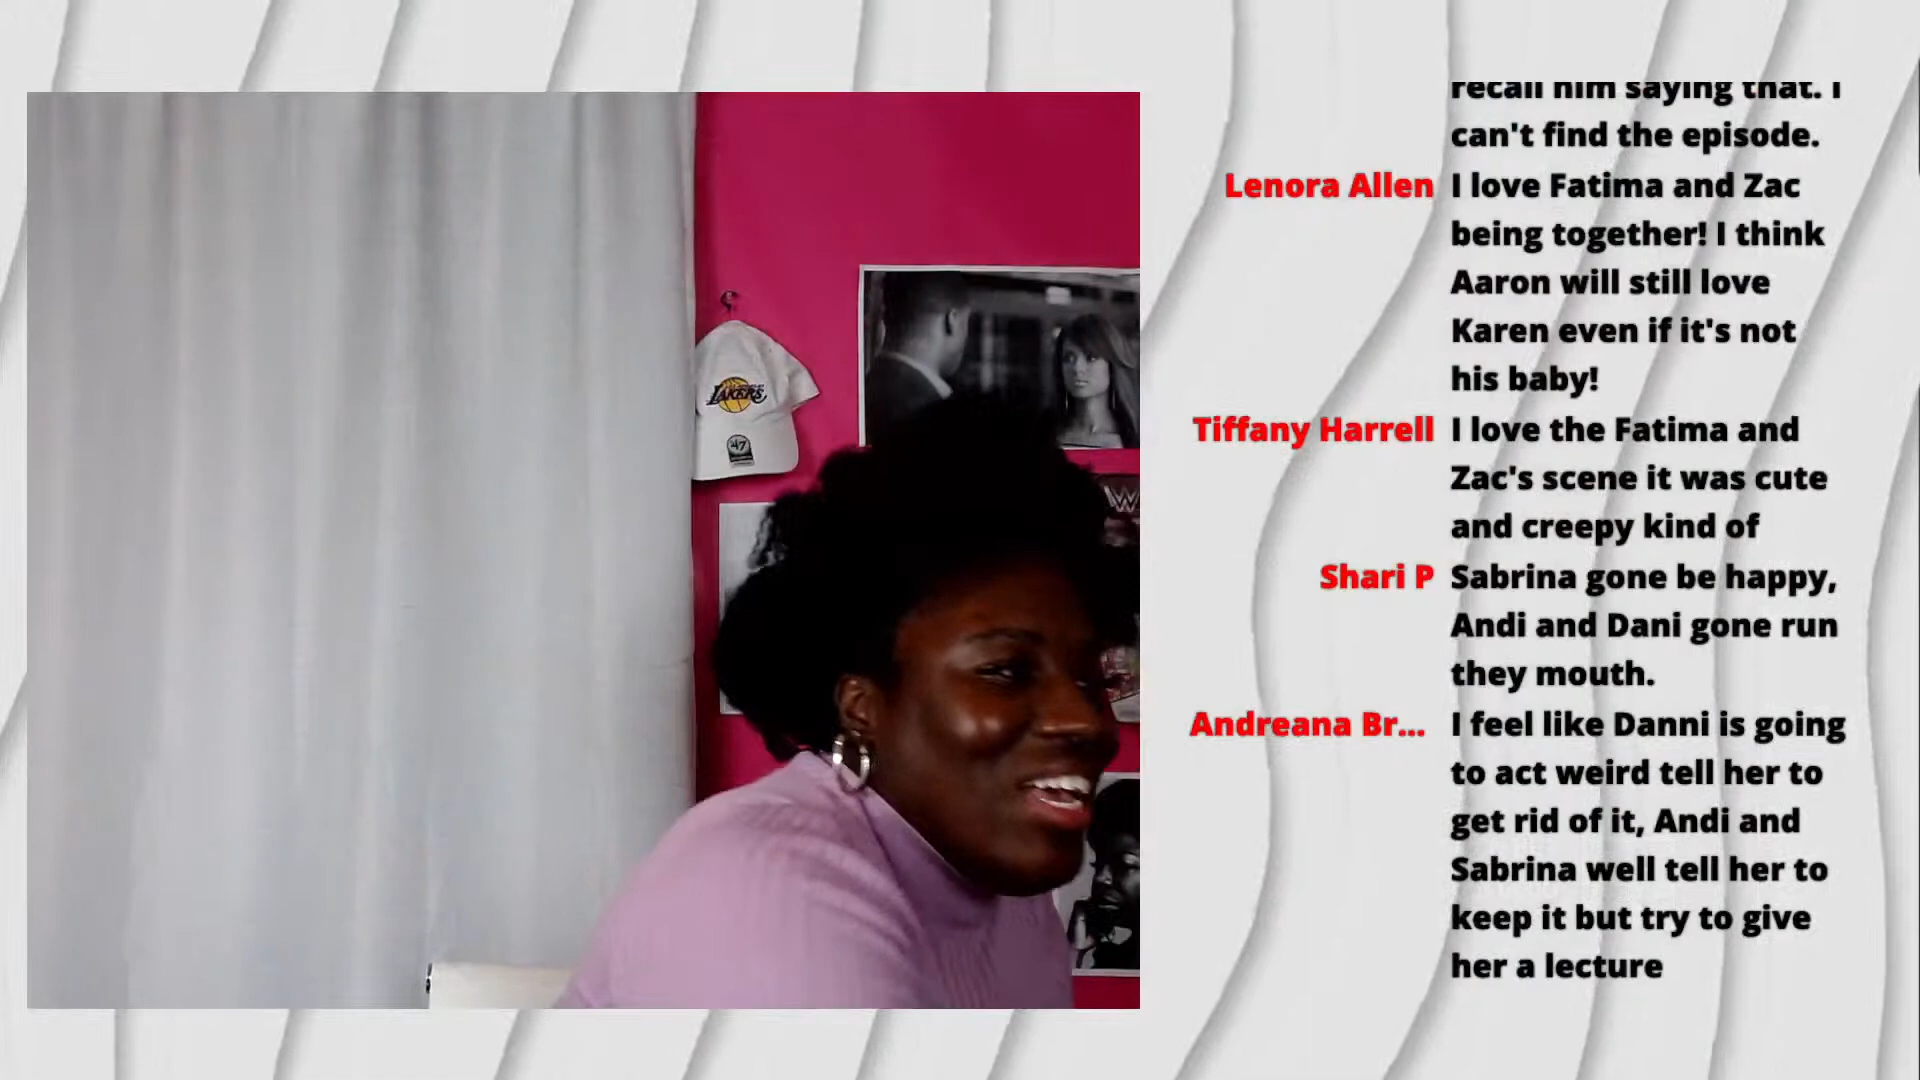 recall him saying that. I
can't find the episode.
Lenora Allen I love Fatima and Zac
being together! I think
Aaron will still love
Karen even if it's not
his baby!
Tiffany Harrell I love the Fatima and
Zac's scene it was cute
and creepy kind of
Shari P Sabrina gone be happy,
Andi and Dani gone run
they mouth.
Andreana Br... I feel like Danni is going
to act weird tell her to
get rid of it, Andi and
Sabrina well tell her to
keep it but try to give
her a lecture
LAKERS
47
W